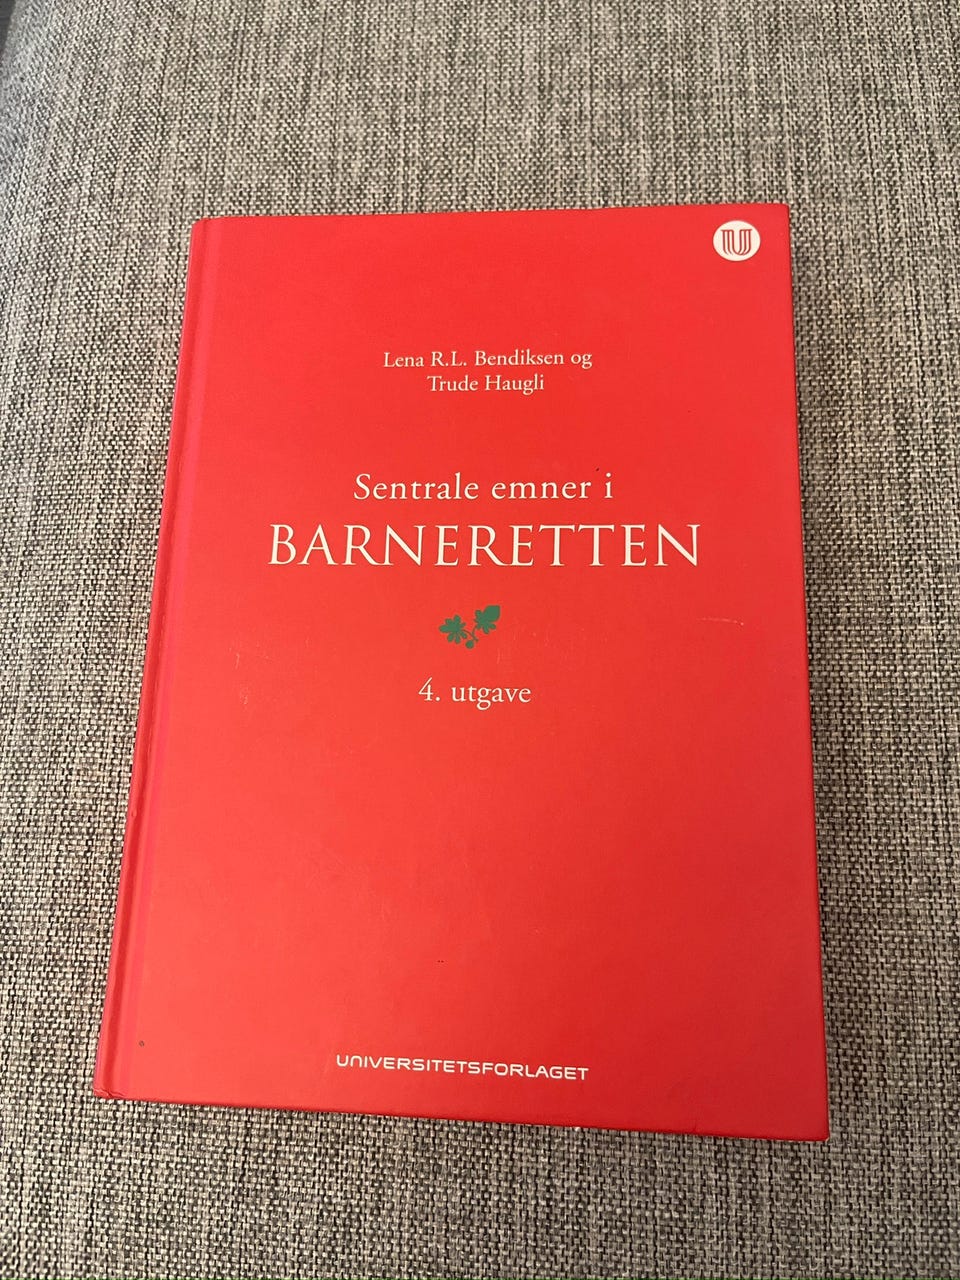 Lena R.L. Bendiksen og
Trude Haugli
Sentrale emner i
BARNERETTEN
4. utgave
UNIVERSITETSFORLAGET